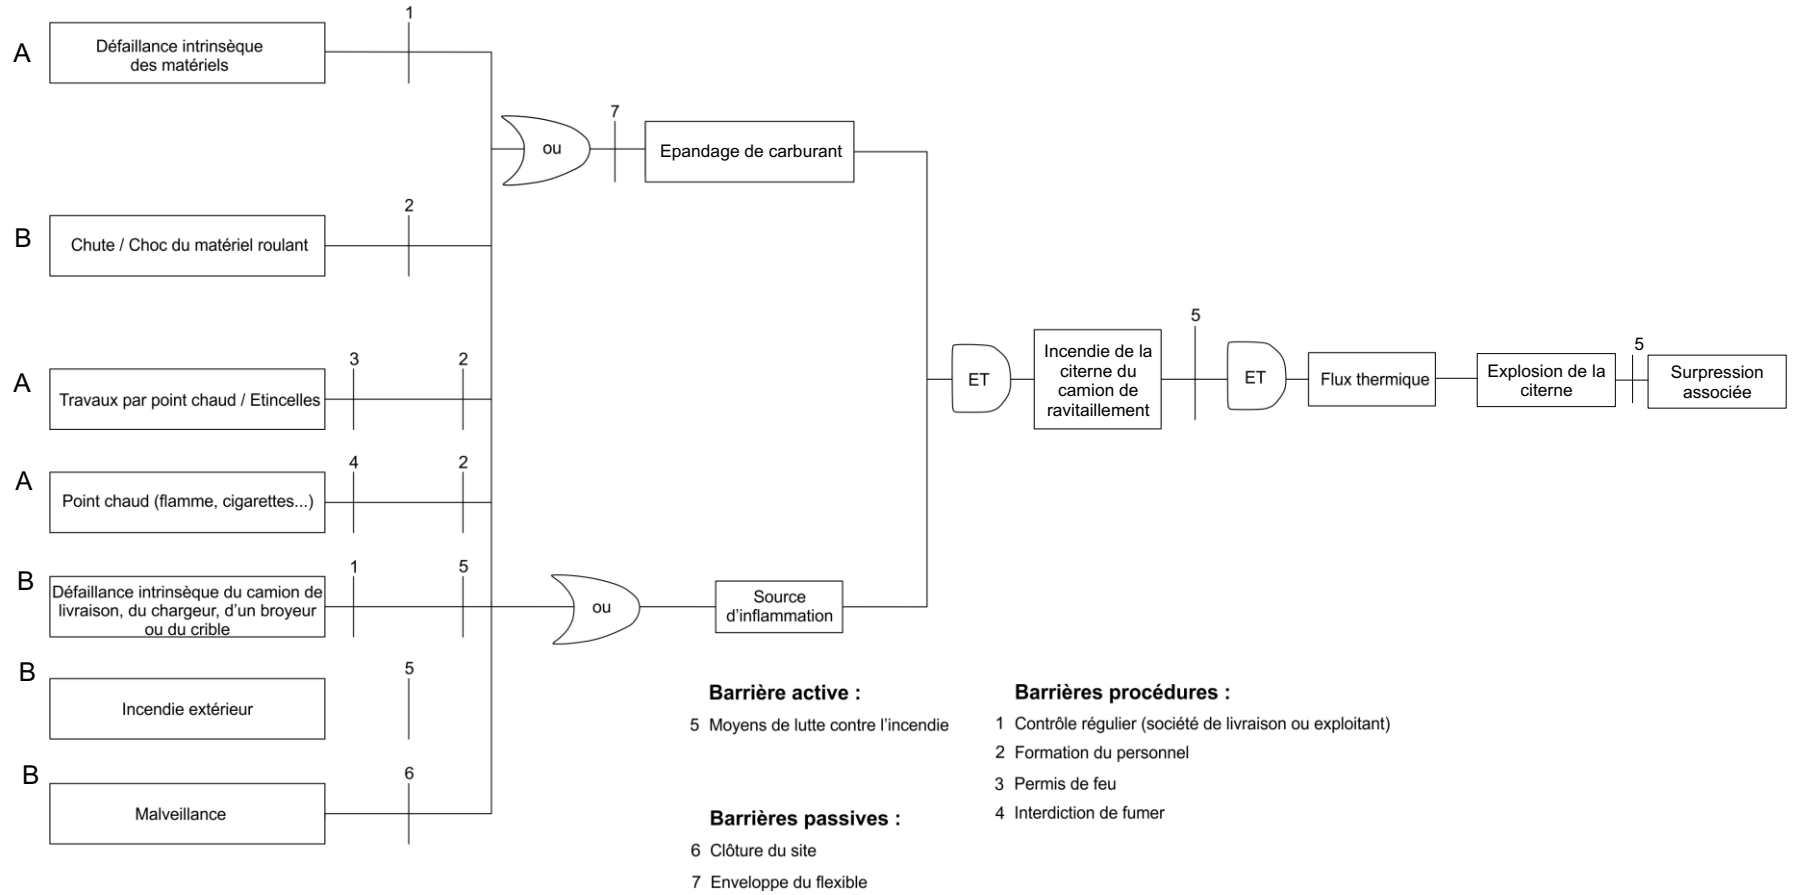 1
A
Défaillance intrinsèque
des matériels
7
ou
Epandage de carburant
2
B
Chute / Choc du matériel roulant
3
2
A
Travaux par point chaud / Etincelles
5
ET
Incendie de la
citerne du
camion de
ravitaillement
ET
Flux thermique
Explosion de la
citerne
5
Surpression
associée
4
2
A
Point chaud (flamme, cigarettes...)
1
5
B
Défaillance intrinsèque du camion de
livraison, du chargeur, d'un broyeur
ou du crible
ou
Source
d'inflammation
B
5
Incendie extérieur
B
6
Malveillance
Barrière active :
5 Moyens de lutte contre l'incendie
Barrières passives :
6 Clôture du site
7 Enveloppe du flexible
Barrières procédures :
1 Contrôle régulier (société de livraison ou exploitant)
2 Formation du personnel
3 Permis de feu
4 Interdiction de fumer